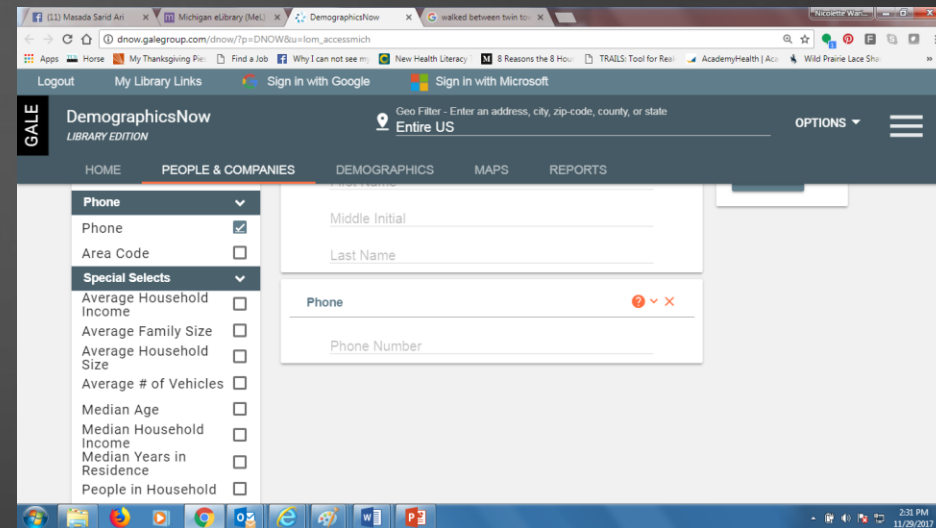 (11) Masada Sarid Ari
Michigan eLibrary (MeL)
DemographicsNow
walked between twin to
Nicolette War
dnow.galegroup.com/dnow/?p=DNOW&u=lom_accessmich
Apps
Horse
My Thanksgiving Pie:
Find a Job
Why I can not see my
New Health Literacy
8 Reasons the 8 Hou
TRAILS: Tool for Real
AcademyHealth | Aca
Wild Prairie Lace Sha
Logout
My Library Links
Sign in with Google
Sign in with Microsoft
GALE
DemographicsNow
LIBRARY EDITION
Geo Filter - Enter an address, city, zip-code, county, or state
Entire US
OPTIONS
HOME
PEOPLE & COMPANIES
DEMOGRAPHICS
MAPS
REPORTS
Phone
Phone
Area Code
Special Selects
Average Household
Income
Average Family Size
Average Household
Size
Average # of Vehicles
Median Age
Median Household
Income
Median Years in
Residence
People in Household
First Name
Middle Initial
Last Name
Phone
Phone Number
2:31 PM